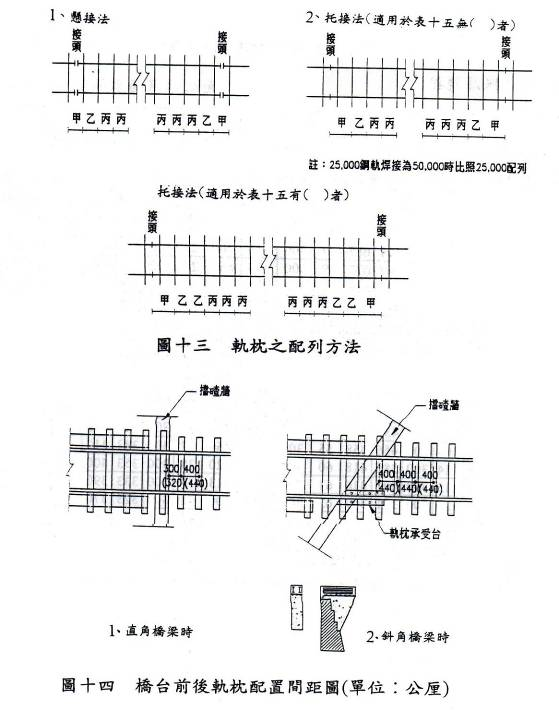 1、懸接法
2、托接法(適用於表十五無( )者)
接頭
接頭
接頭
接頭
甲乙丙丙
丙丙丙乙甲
甲乙丙丙
丙丙丙乙甲
註：25,000鋼軌焊接為50,000時比照25,000配列
托接法(適用於表十五有( )者)
接頭
接頭
甲乙乙丙丙丙
丙丙丙乙乙甲
圖十三 軌枕之配列方法
擋碴牆
擋碴牆
300 400
(320)(440)
400 400 400
(440)(440)(440)
軌枕承受台
1、直角橋梁時
2、斜角橋梁時
圖十四 橋台前後軌枕配置間距圖(單位：公厘)